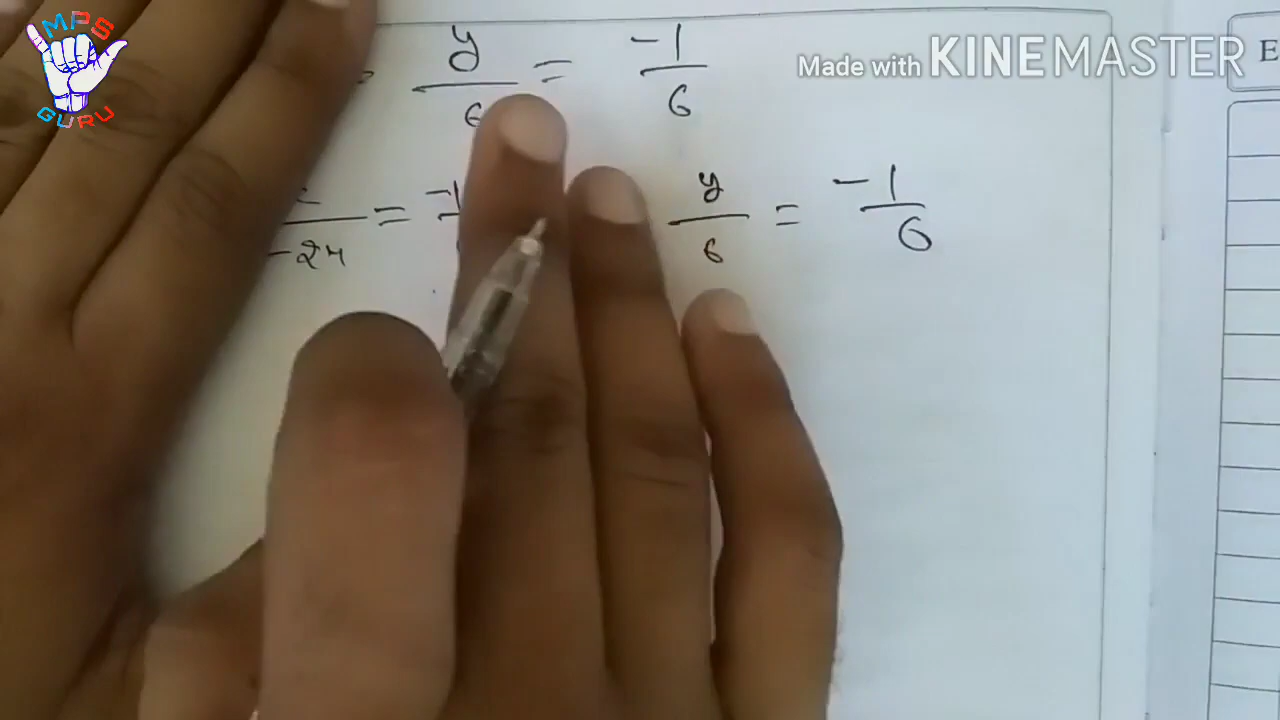 MPS
GURU
Made with KINEMASTER
y/6 = -1/6
/-24 = -1 y/6 = -1/6
E